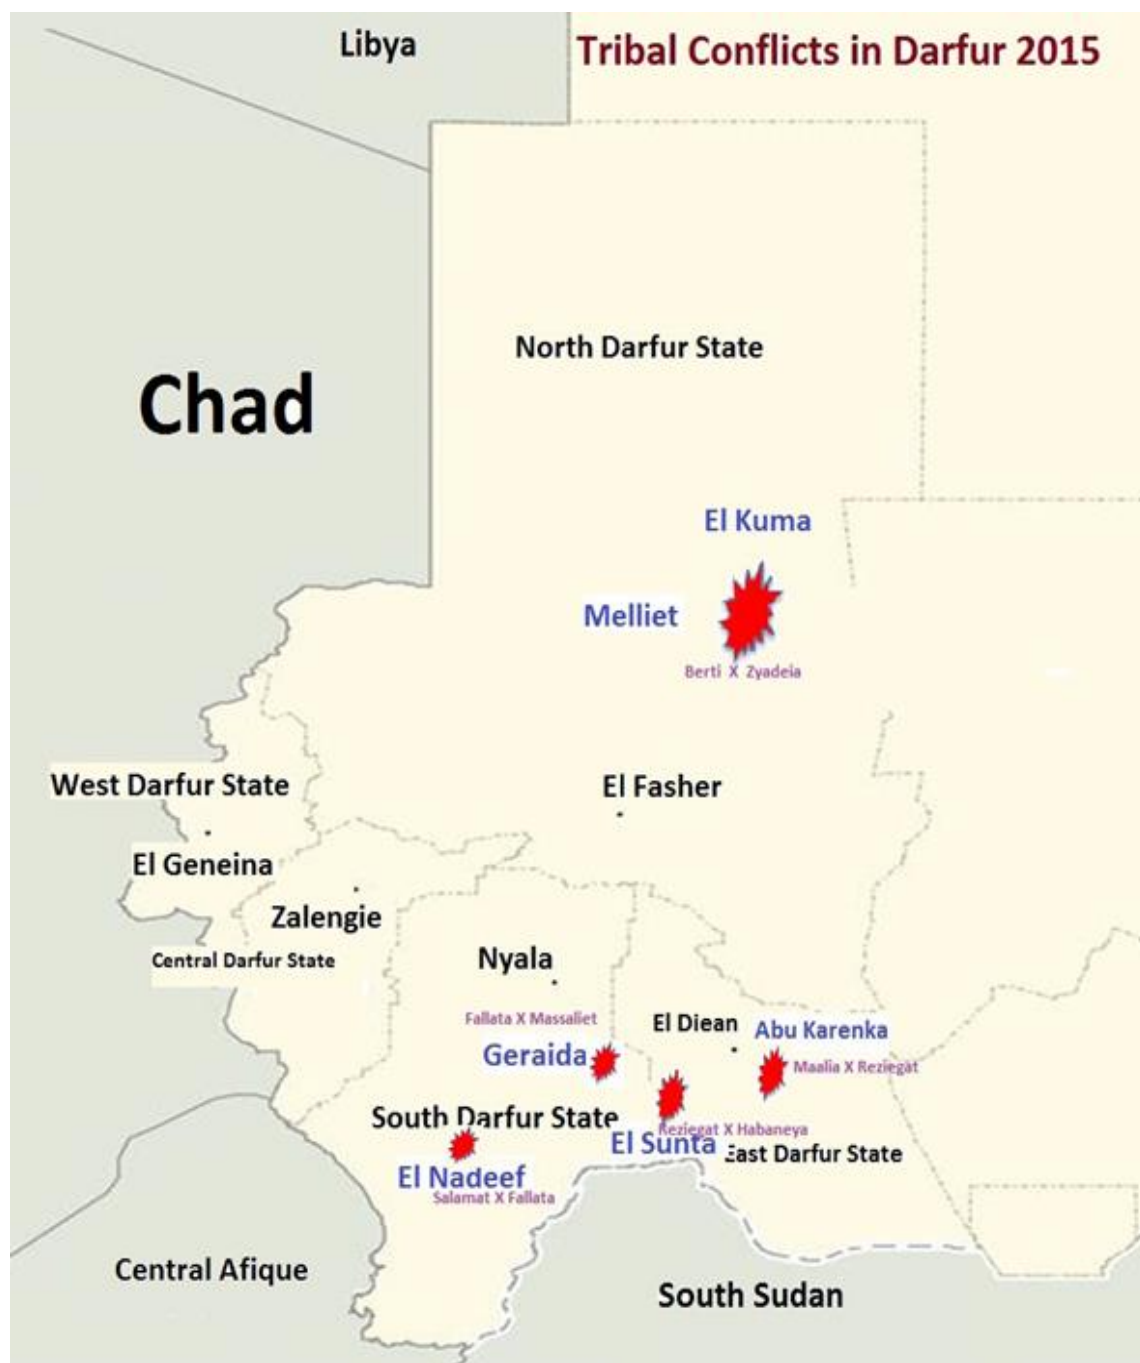 Libya
Tribal Conflicts in Darfur 2015
North Darfur State
Chad
El Kuma
Melliet
Berti X Zyadeia
West Darfur State
El Fasher
El Geneina
Zalengie
Central Darfur State
Nyala
Fallata X Massaliet
El Diean
Abu Karenka
Geraida
Maalia X Reziegat
South Darfur State
Reziegat X Habaneya
El Sunta
East Darfur State
El Nadeef
Salamat X Fallata
Central Afique
South Sudan